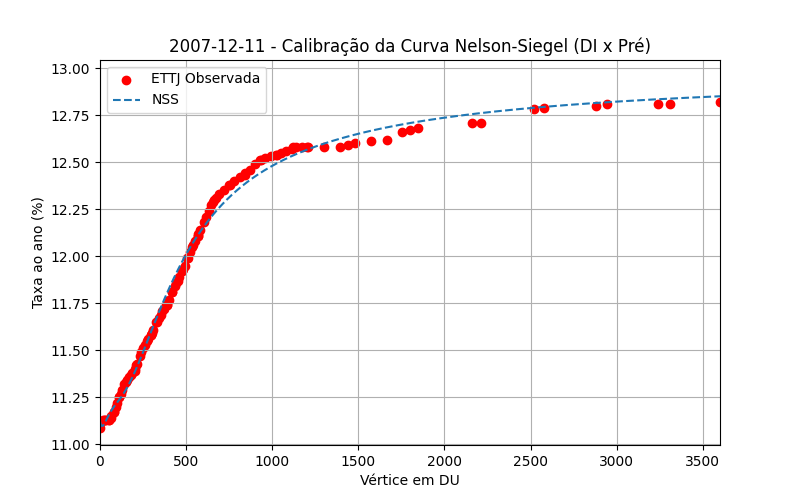 2007-12-11 - Calibração da Curva Nelson-Siegel (DI x Pré)
ETTJ Observada
NSS
Taxa ao ano (%)
13.00
12.75
12.50
12.25
12.00
11.75
11.50
11.25
11.00
0 500 1000 1500 2000 2500 3000 3500
Vértice em DU